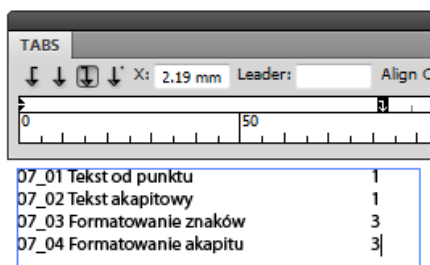 TABS
X: 2.19 mm Leader: Align
0 50
07_01 Tekst od punktu 1
07_02 Tekst akapitowy 1
07_03 Formatowanie znaków 3
07_04 Formatowanie akapitu 3